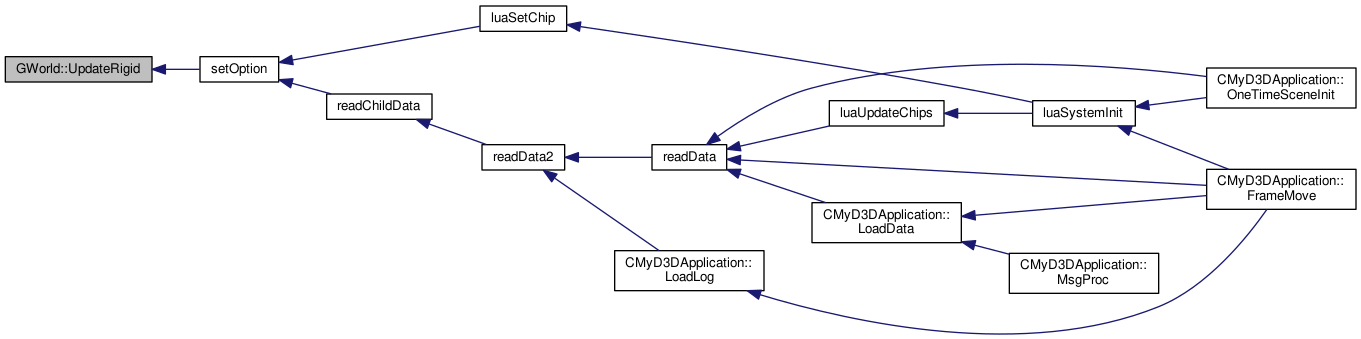 luaSetChip
GWorld::UpdateRigid
setOption
CMyD3DApplication::
OneTimeSceneInit
readChildData
luaUpdateChips
luaSystemInit
readData2
readData
CMyD3DApplication::
FrameMove
CMyD3DApplication::
LoadData
CMyD3DApplication::
LoadLog
CMyD3DApplication::
MsgProc